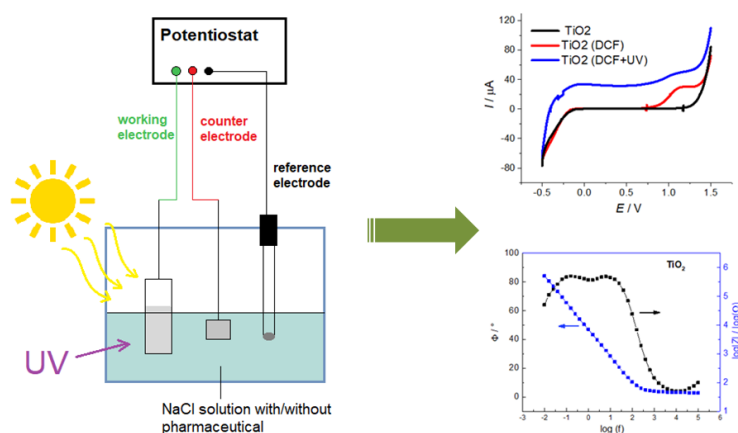 Potentiostat
working
electrode
counter
electrode
reference
electrode
UV
NaCl solution with/without
pharmaceutical
TiO2
TiO2 (DCF)
TiO2 (DCF+UV)
120
80
40
0
-40
-80
I / µA
-0.5 0.0 0.5 1.0 1.5
E / V
TiO₂
100
80
60
40
20
0
Φ / °
6
5
4
3
2
1
log|Z| / log|Ω|
-2 -1 0 1 2 3 4 5 6
log (f)